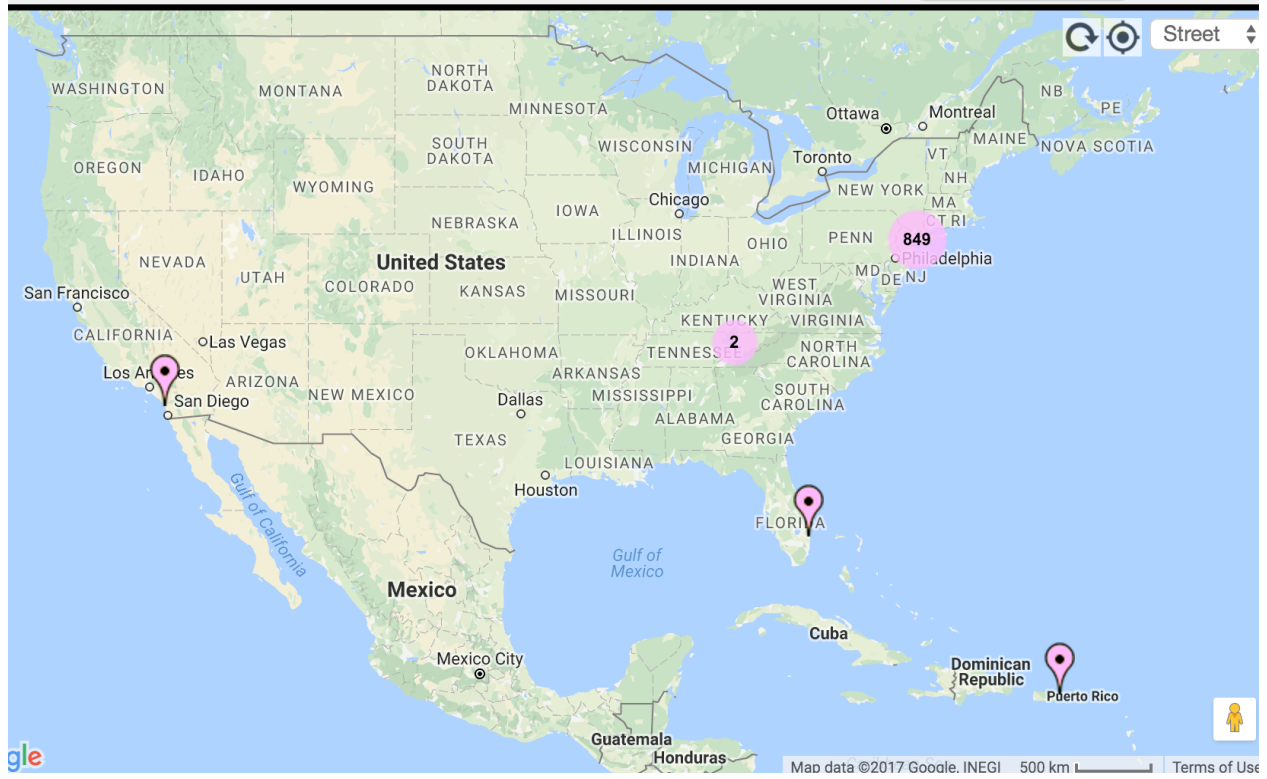 Street
NORTH
DAKOTA
WASHINGTON
MONTANA
MINNESOTA
NB
PE
Ottawa
Montreal
MAINE
NOVA SCOTIA
SOUTH
DAKOTA
WISCONSIN
MICHIGAN
Toronto
VT
OREGON
IDAHO
WYOMING
NH
NEW YORK
Chicago
MA
IOWA
CT RI
NEBRASKA
ILLINOIS
OHIO
PENN
849
NEVADA
United States
INDIANA
Philadelphia
UTAH
COLORADO
KANSAS
MISSOURI
WEST
VIRGINIA
MD
DE
NJ
San Francisco
KENTUCKY
VIRGINIA
CALIFORNIA
Las Vegas
OKLAHOMA
TENNESSEE
2
NORTH
CAROLINA
Los Angeles
ARIZONA
NEW MEXICO
ARKANSAS
San Diego
Dallas
MISSISSIPPI
SOUTH
CAROLINA
ALABAMA
TEXAS
GEORGIA
LOUISIANA
Houston
Gulf of California
FLORIDA
Gulf of
Mexico
Mexico
Cuba
Mexico City
Dominican
Republic
Puerto Rico
Guatemala
Honduras
gle
Map data ©2017 Google, INEGI
500 km
Terms of Use